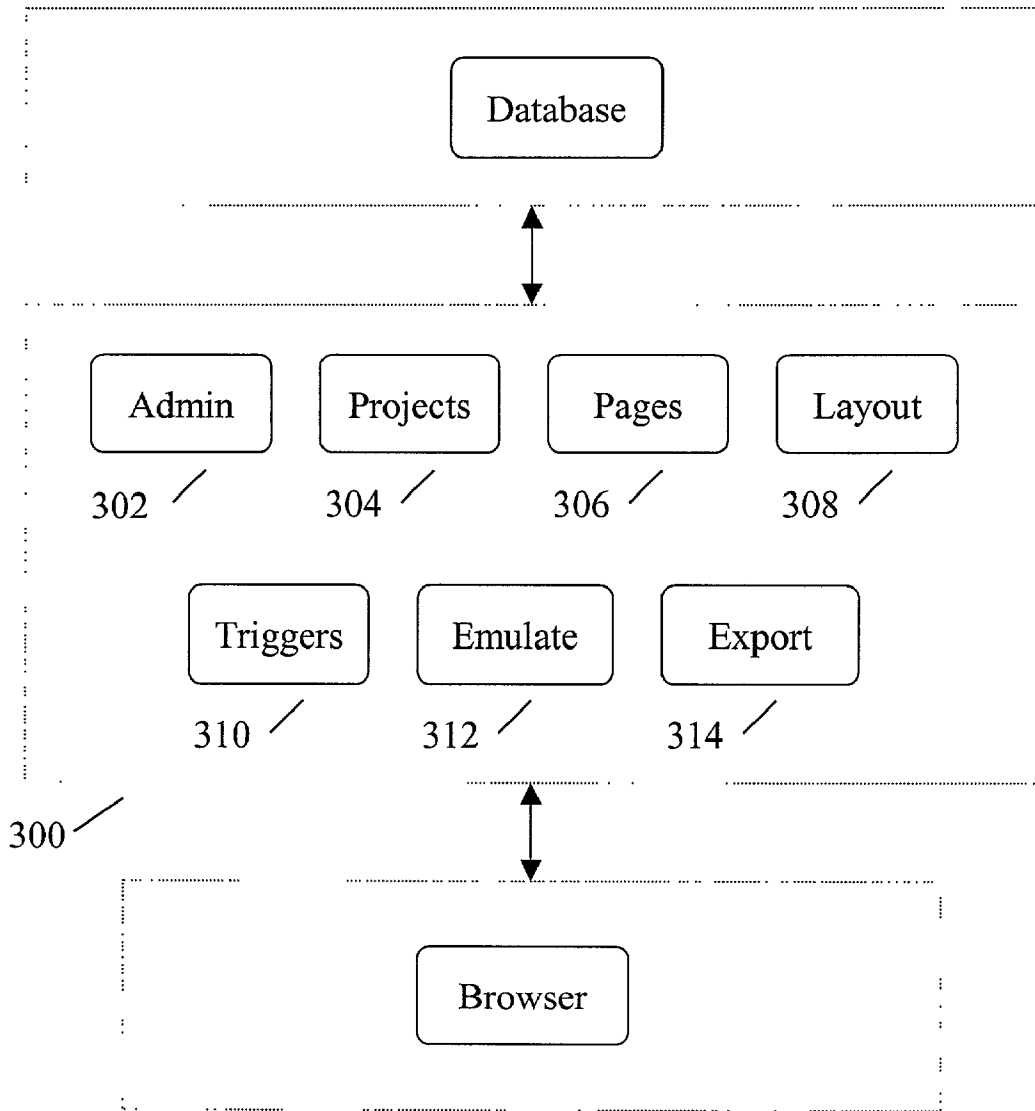 Database
Admin Projects Pages Layout
302 304 306 308
Triggers Emulate Export
310 312 314
300
Browser